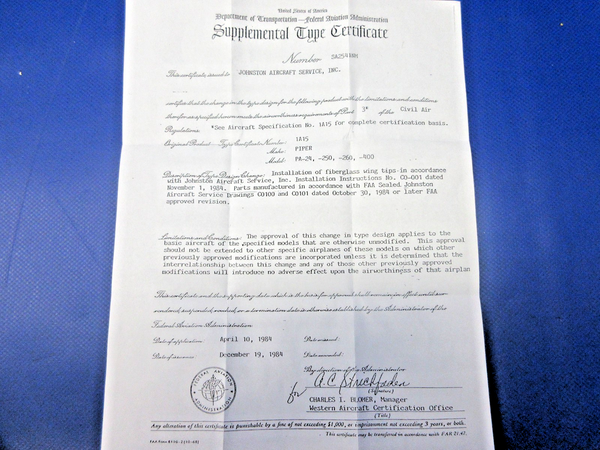 United States of America
Department of Transportation—Federal Aviation Administration
Supplemental Type Certificate
Number
This certificate issued to JOHNSTON AIRCRAFT SERVICE, INC.
certifies that the change in the type design for the following product with the limitations and conditions
therefor as specified hereon meets the airworthiness requirements of Part 3* of the Civil Air
Regulations. *See Aircraft Specification No. 1A15 for complete certification basis.
Original Product—Type Certificate Number: 1A15
Make: PIPER
Model: PA-24, -250, -260, -400
Description of Type Design Change: Installation of fiberglass wing tips in accordance
with Johnston Aircraft Service, Inc. Installation Instructions No. CO-001 dated
November 1, 1984. Parts manufactured in accordance with FAA Sealed Johnston
Aircraft Service Drawings C0100 and C0101 dated October 30, 1984 or later FAA
approved revision.
Limitations and Conditions: The approval of this change in type design applies to the
basic aircraft of the specified models that are otherwise unmodified. This approval
should not be extended to other specific airplanes of these models on which other
previously approved modifications are incorporated unless it is determined that the
interrelationship between this change and any of those other previously approved
modifications will introduce no adverse effect upon the airworthiness of that airplan
This certificate and the supporting data which is the basis for approval shall remain in effect until sur-
rendered, suspended, revoked, or a termination date is otherwise established by the Administrator of the
Federal Aviation Administration.
Date of application: April 10, 1984 Date reissued:
Date of issuance: December 19, 1984 Date amended:
By direction of the Administrator
for
(Signature)
CHARLES I. BLOMER, Manager
Western Aircraft Certification Office
(Title)
FEDERAL AVIATION
ADMINISTRATION
Any alteration of this certificate is punishable by a fine of not exceeding $1,000, or imprisonment not exceeding 3 years, or both.
This certificate may be transferred in accordance with FAR 21.47.